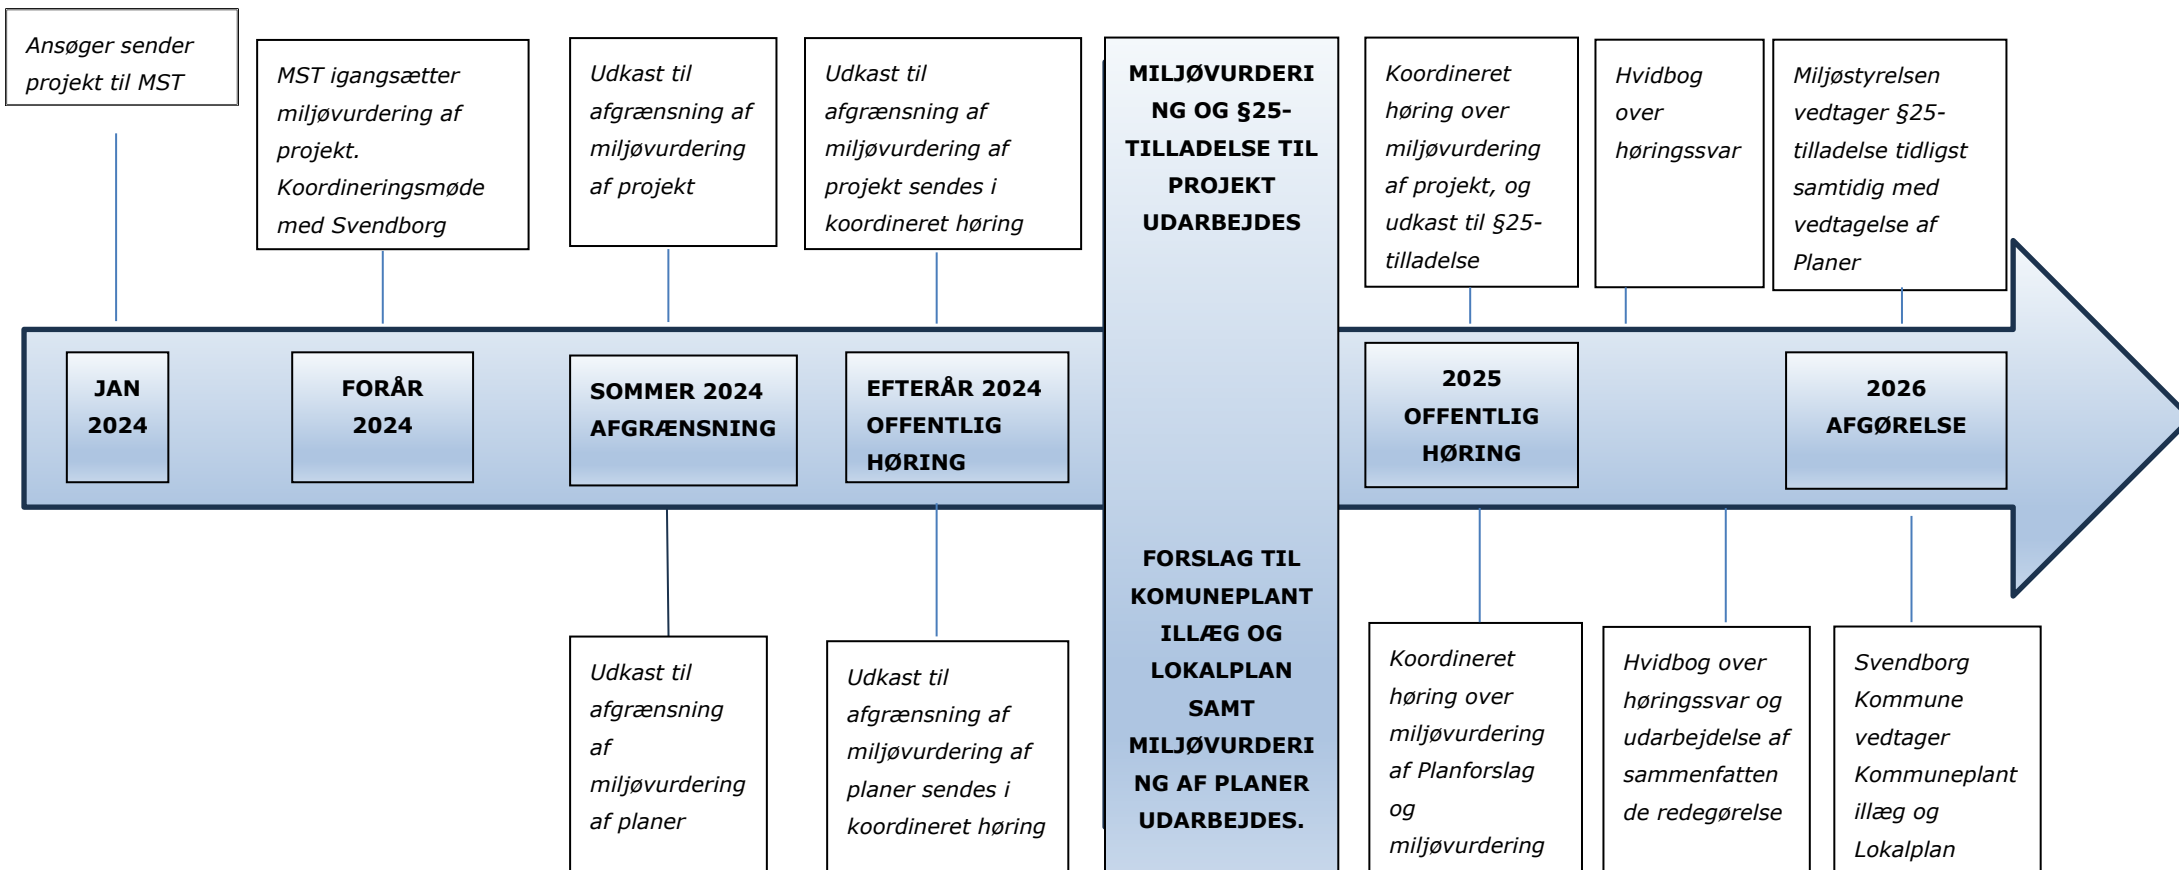 Ansøger sender
projekt til MST
MST igangsætter
miljøvurdering af
projekt.
Koordineringsmøde
med Svendborg
Udkast til
afgrænsning af
miljøvurdering
af projekt
Udkast til
afgrænsning af
miljøvurdering af
projekt sendes i
koordineret høring
MILJØVURDERI
NG OG §25-
TILLADELSE TIL
PROJEKT
UDARBEJDES
Koordineret
høring over
miljøvurdering
af projekt, og
udkast til §25-
tilladelse
Hvidbog
over
høringssvar
Miljøstyrelsen
vedtager §25-
tilladelse tidligst
samtidig med
vedtagelse af
Planer
JAN
2024
FORÅR
2024
SOMMER 2024
AFGRÆNSNING
EFTERÅR 2024
OFFENTLIG
HØRING
2025
OFFENTLIG
HØRING
2026
AFGØRELSE
Udkast til
afgrænsning
af
miljøvurdering
af planer
Udkast til
afgrænsning af
miljøvurdering af
planer sendes i
koordineret høring
FORSLAG TIL
KOMUNEPLANT
ILLÆG OG
LOKALPLAN
SAMT
MILJØVURDERI
NG AF PLANER
UDARBEJDES.
Koordineret
høring over
miljøvurdering
af Planforslag
og
miljøvurdering
Hvidbog over
høringssvar og
udarbejdelse af
sammenfatten
de redegørelse
Svendborg
Kommune
vedtager
Kommuneplant
illæg og
Lokalplan